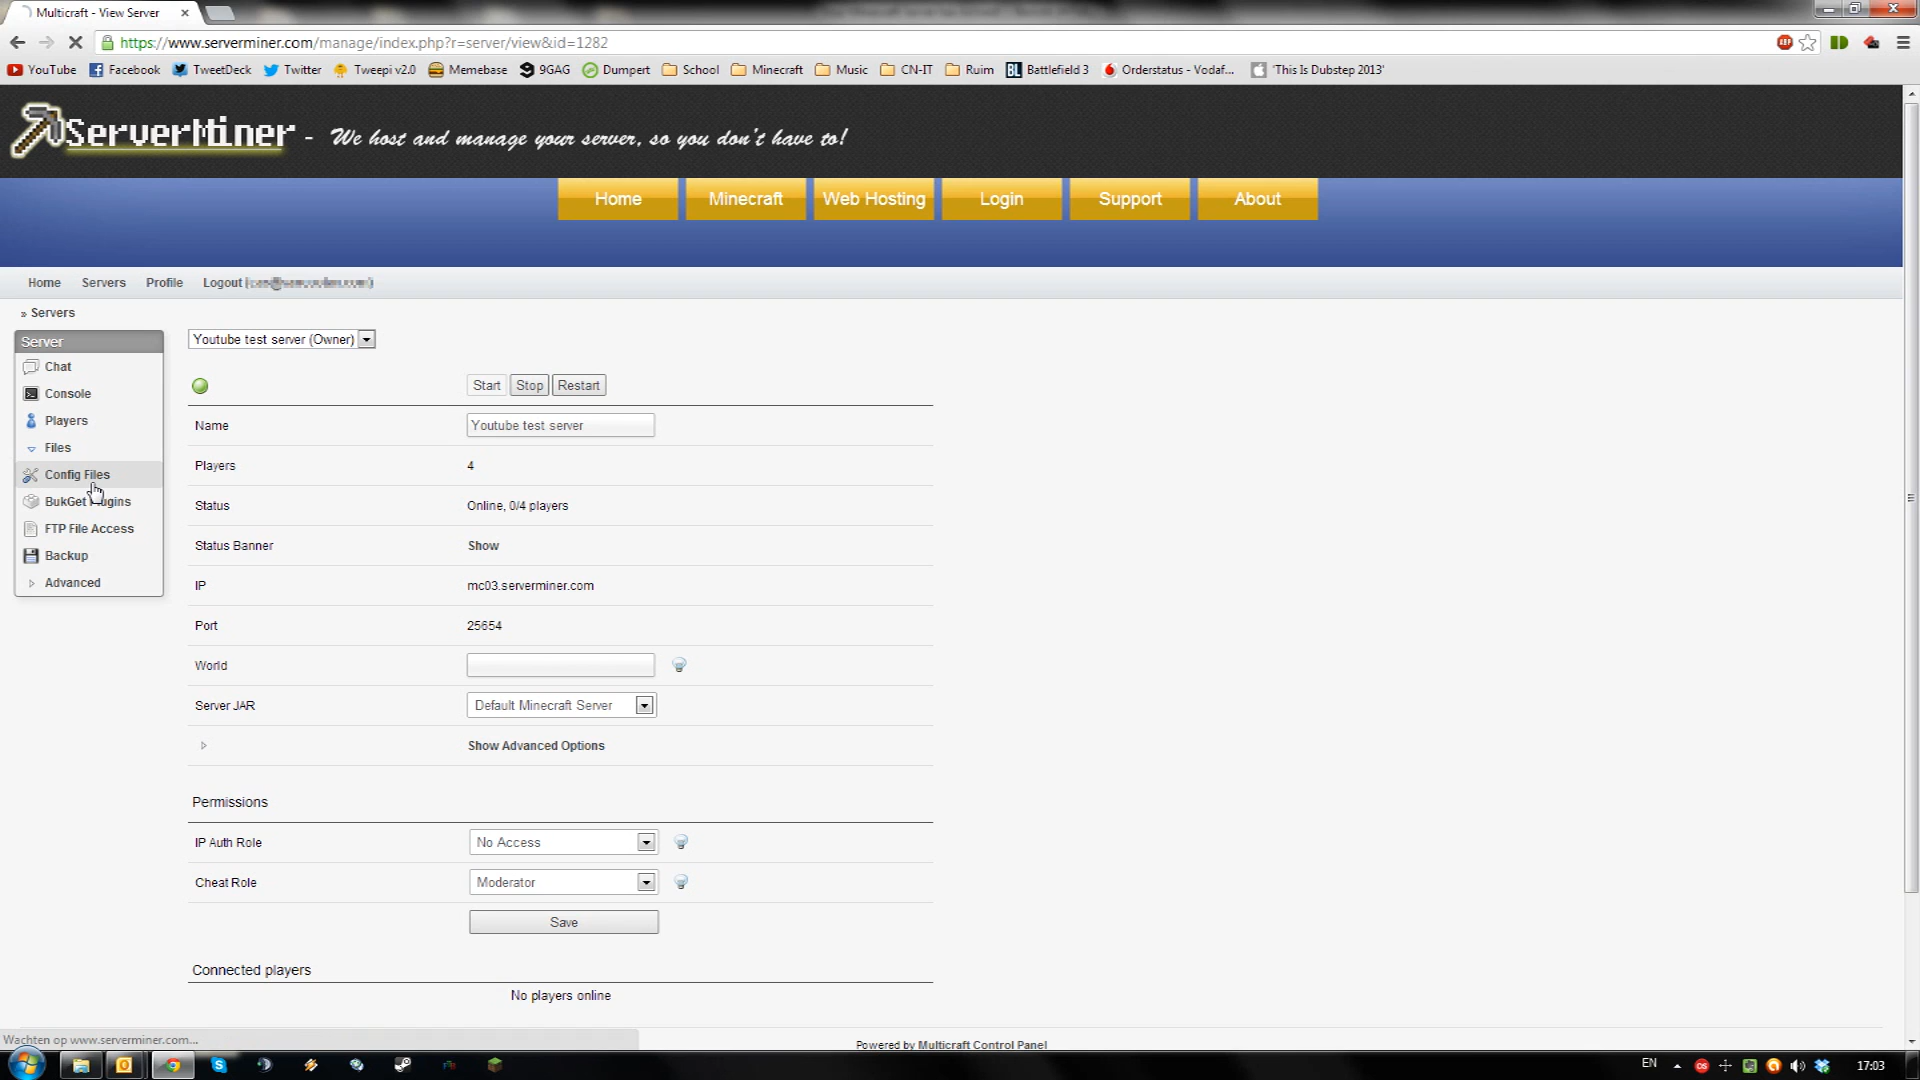 Multicraft - View Server
https://www.serverminer.com/manage/index.php?r=server/view&id=1282
YouTube Facebook TweetDeck Twitter Tweepi v2.0 Memebase 9GAG Dumpert School Minecraft Music CN-IT Ruim Battlefield 3 Orderstatus - Vodaf... 'This Is Dubstep 2013'
ServerMiner - We host and manage your server, so you don't have to!
Home Minecraft Web Hosting Login Support About
Home Servers Profile Logout
» Servers
Server
Chat
Console
Players
Files
Config Files
BukGet Plugins
FTP File Access
Backup
Advanced
Youtube test server (Owner)
Start Stop Restart
Name Youtube test server
Players 4
Status Online, 0/4 players
Status Banner Show
IP mc03.serverminer.com
Port 25654
World
Server JAR Default Minecraft Server
Show Advanced Options
Permissions
IP Auth Role No Access
Cheat Role Moderator
Save
Connected players
No players online
Wachten op www.serverminer.com...
Powered by Multicraft Control Panel
EN 17:03